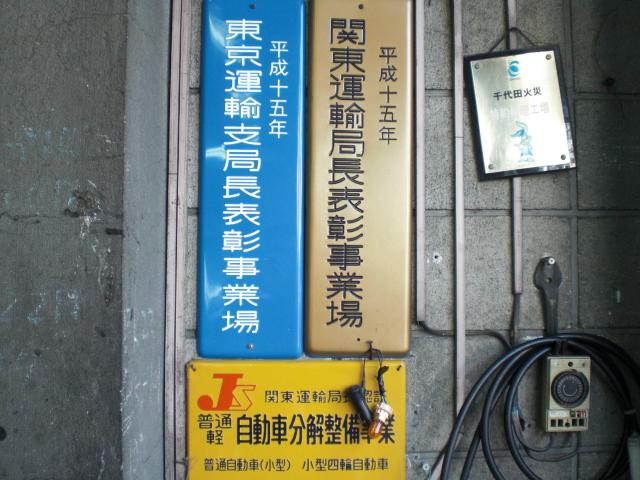 平成十五年
東京運輸支局長表彰事業場
平成十五年
関東運輸局長表彰事業場
千代田火災
工場
JS
関東運輸局長認証
普通
軽
自動車分解整備事業
普通自動車(小型) 小型四輪自動車